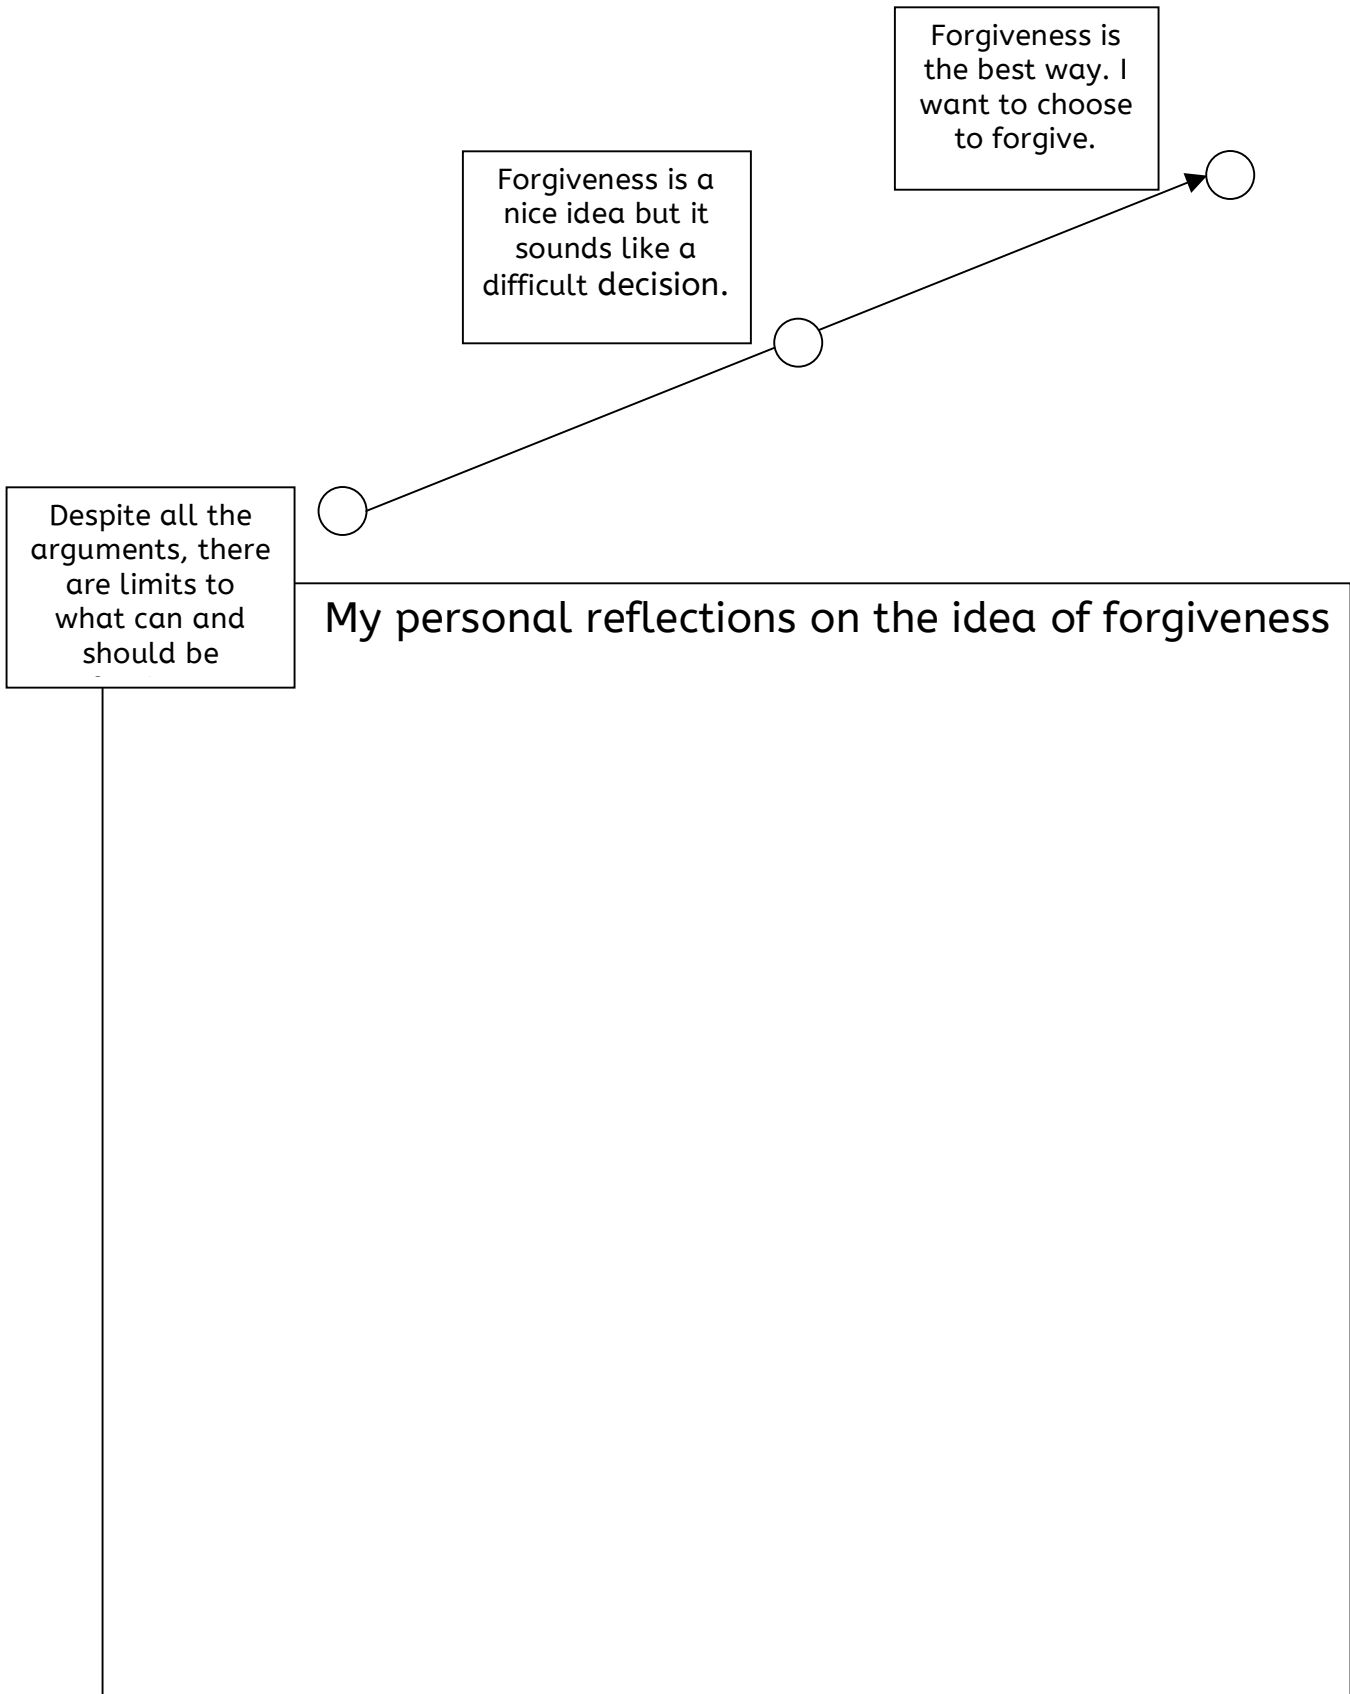 Forgiveness is
the best way. I
want to choose
to forgive.
Forgiveness is a
nice idea but it
sounds like a
difficult decision.
Despite all the
arguments, there
are limits to
what can and
should be
My personal reflections on the idea of forgiveness